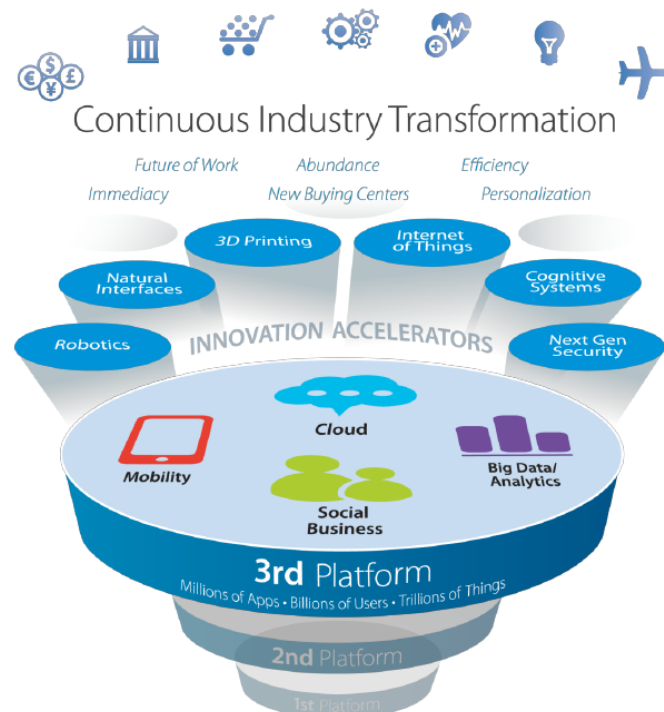 € $ ¥ £
Continuous Industry Transformation
Future of Work Abundance Efficiency
Immediacy New Buying Centers Personalization
3D Printing
Internet
of Things
Natural
Interfaces
Cognitive
Systems
Robotics
INNOVATION ACCELERATORS
Next Gen
Security
Cloud
Mobility
Big Data/
Analytics
Social
Business
3rd Platform
Millions of Apps • Billions of Users • Trillions of Things
2nd Platform
1st Platform